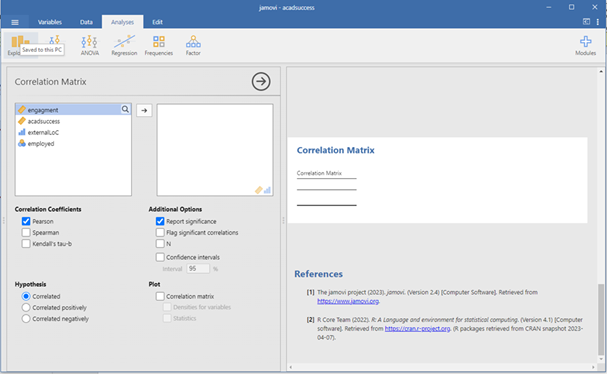 jamovi - acadsuccess
Variables Data Analyses Edit
Saved to this PC
ANOVA Regression Frequencies Factor Modules
Correlation Matrix
engagment
acadsuccess
externalLoC
employed
Correlation Coefficients
Pearson
Spearman
Kendall's tau-b
Additional Options
Report significance
Flag significant correlations
N
Confidence intervals
Interval 95 %
Hypothesis
Correlated
Correlated positively
Correlated negatively
Plot
Correlation matrix
Densities for variables
Statistics
Correlation Matrix
Correlation Matrix
References
[1] The jamovi project (2023). jamovi. (Version 2.4) [Computer Software]. Retrieved from
https://www.jamovi.org.
[2] R Core Team (2022). R: A Language and environment for statistical computing. (Version 4.1) [Computer
software]. Retrieved from https://cran.r-project.org. (R packages retrieved from CRAN snapshot 2023-
04-07).